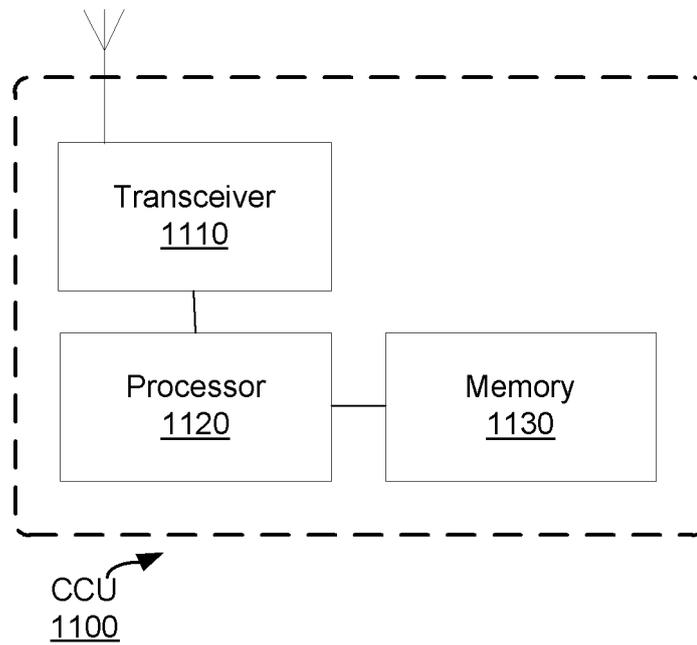 Transceiver
1110
Processor
1120
Memory
1130
CCU
1100